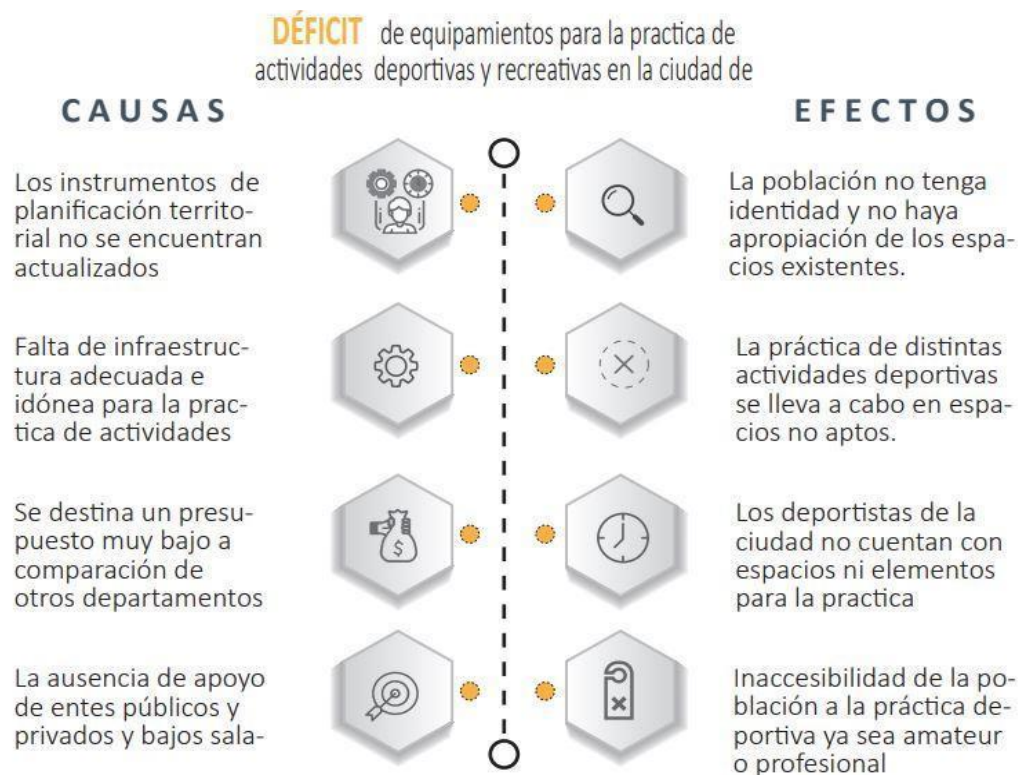 DÉFICIT de equipamientos para la practica de
actividades deportivas y recreativas en la ciudad de
CAUSAS
Los instrumentos de
planificación territo-
rial no se encuentran
actualizados
Falta de infraestruc-
tura adecuada e
idónea para la prac-
tica de actividades
Se destina un presu-
puesto muy bajo a
comparación de
otros departamentos
La ausencia de apoyo
de entes públicos y
privados y bajos sala-
EFECTOS
La población no tenga
identidad y no haya
apropiación de los espa-
cios existentes.
La práctica de distintas
actividades deportivas
se lleva a cabo en espa-
cios no aptos.
Los deportistas de la
ciudad no cuentan con
espacios ni elementos
para la practica
Inaccesibilidad de la po-
blación a la práctica de-
portiva ya sea amateur
o profesional